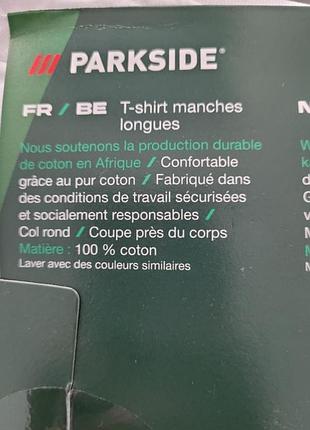 /// PARKSIDE®
FR / BE T-shirt manches
longues
Nous soutenons la production durable
de coton en Afrique / Confortable
grâce au pur coton / Fabriqué dans
des conditions de travail sécurisées
et socialement responsables /
Col rond / Coupe près du corps
Matière : 100 % coton
Laver avec des couleurs similaires